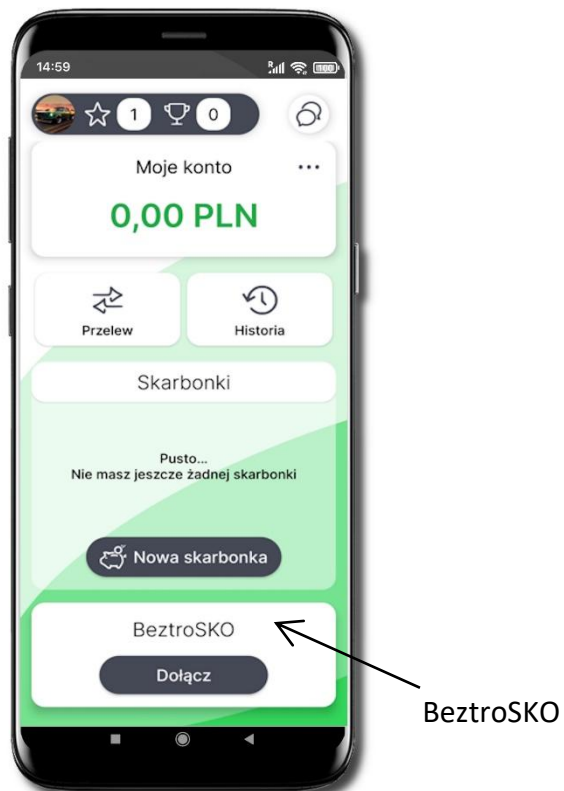 14:59
1 0
Moje konto
0,00 PLN
Przelew Historia
Skarbonki
Pusto...
Nie masz jeszcze żadnej skarbonki
Nowa skarbonka
BeztroSKO
Dołącz
BeztroSKO